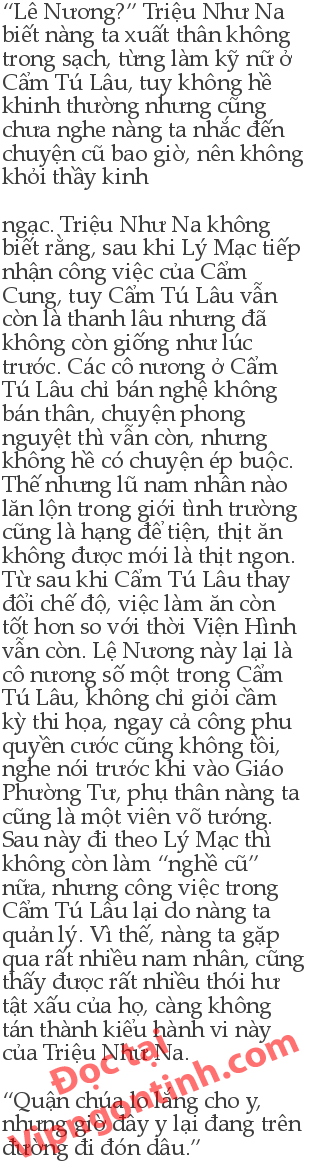 “Lê Nương?” Triệu Như Na
biết nàng ta xuất thân không
trong sạch, từng làm kỹ nữ ở
Cẩm Tú Lâu, tuy không hề
khinh thường nhưng cũng
chưa nghe nàng ta nhắc đến
chuyện cũ bao giờ, nên không
khỏi thầy kinh
ngạc. Triệu Như Na không
biết rằng, sau khi Lý Mạc tiếp
nhận công việc của Cẩm
Cung, tuy Cẩm Tú Lâu vẫn
còn là thanh lâu nhưng đã
không còn giống như lúc
trước. Các cô nương ở Cẩm
Tú Lâu chỉ bán nghệ không
bán thân, chuyện phong
nguyệt thì vẫn còn, nhưng
không hề có chuyện ép buộc.
Thế nhưng lũ nam nhân nào
lăn lộn trong giới tình trường
cũng là hạng để tiện, thịt ăn
không được mới là thịt ngon.
Từ sau khi Cẩm Tú Lâu thay
đổi chế độ, việc làm ăn còn
tốt hơn so với thời Viện Hình
vẫn còn. Lệ Nương này lại là
cô nương số một trong Cẩm
Tú Lâu, không chỉ giỏi cầm
kỳ thi họa, ngay cả công phu
quyền cước cũng không tồi,
nghe nói trước khi vào Giáo
Phường Tư, phụ thân nàng ta
cũng là một viên võ tướng.
Sau này đi theo Lý Mạc thì
không còn làm “nghề cũ”
nữa, nhưng công việc trong
Cẩm Tú Lâu lại do nàng ta
quản lý. Vì thế, nàng ta gặp
qua rất nhiều nam nhân, cũng
thấy được rất nhiều thói hư
tật xấu của họ, càng không
tán thành kiểu hành vi này
của Triệu Như Na.
“Quận chúa lo lắng cho y,
nhưng giờ đây y lại đang trên
đường đi đón dâu.”
Đọc tại
Vipngontinh.com